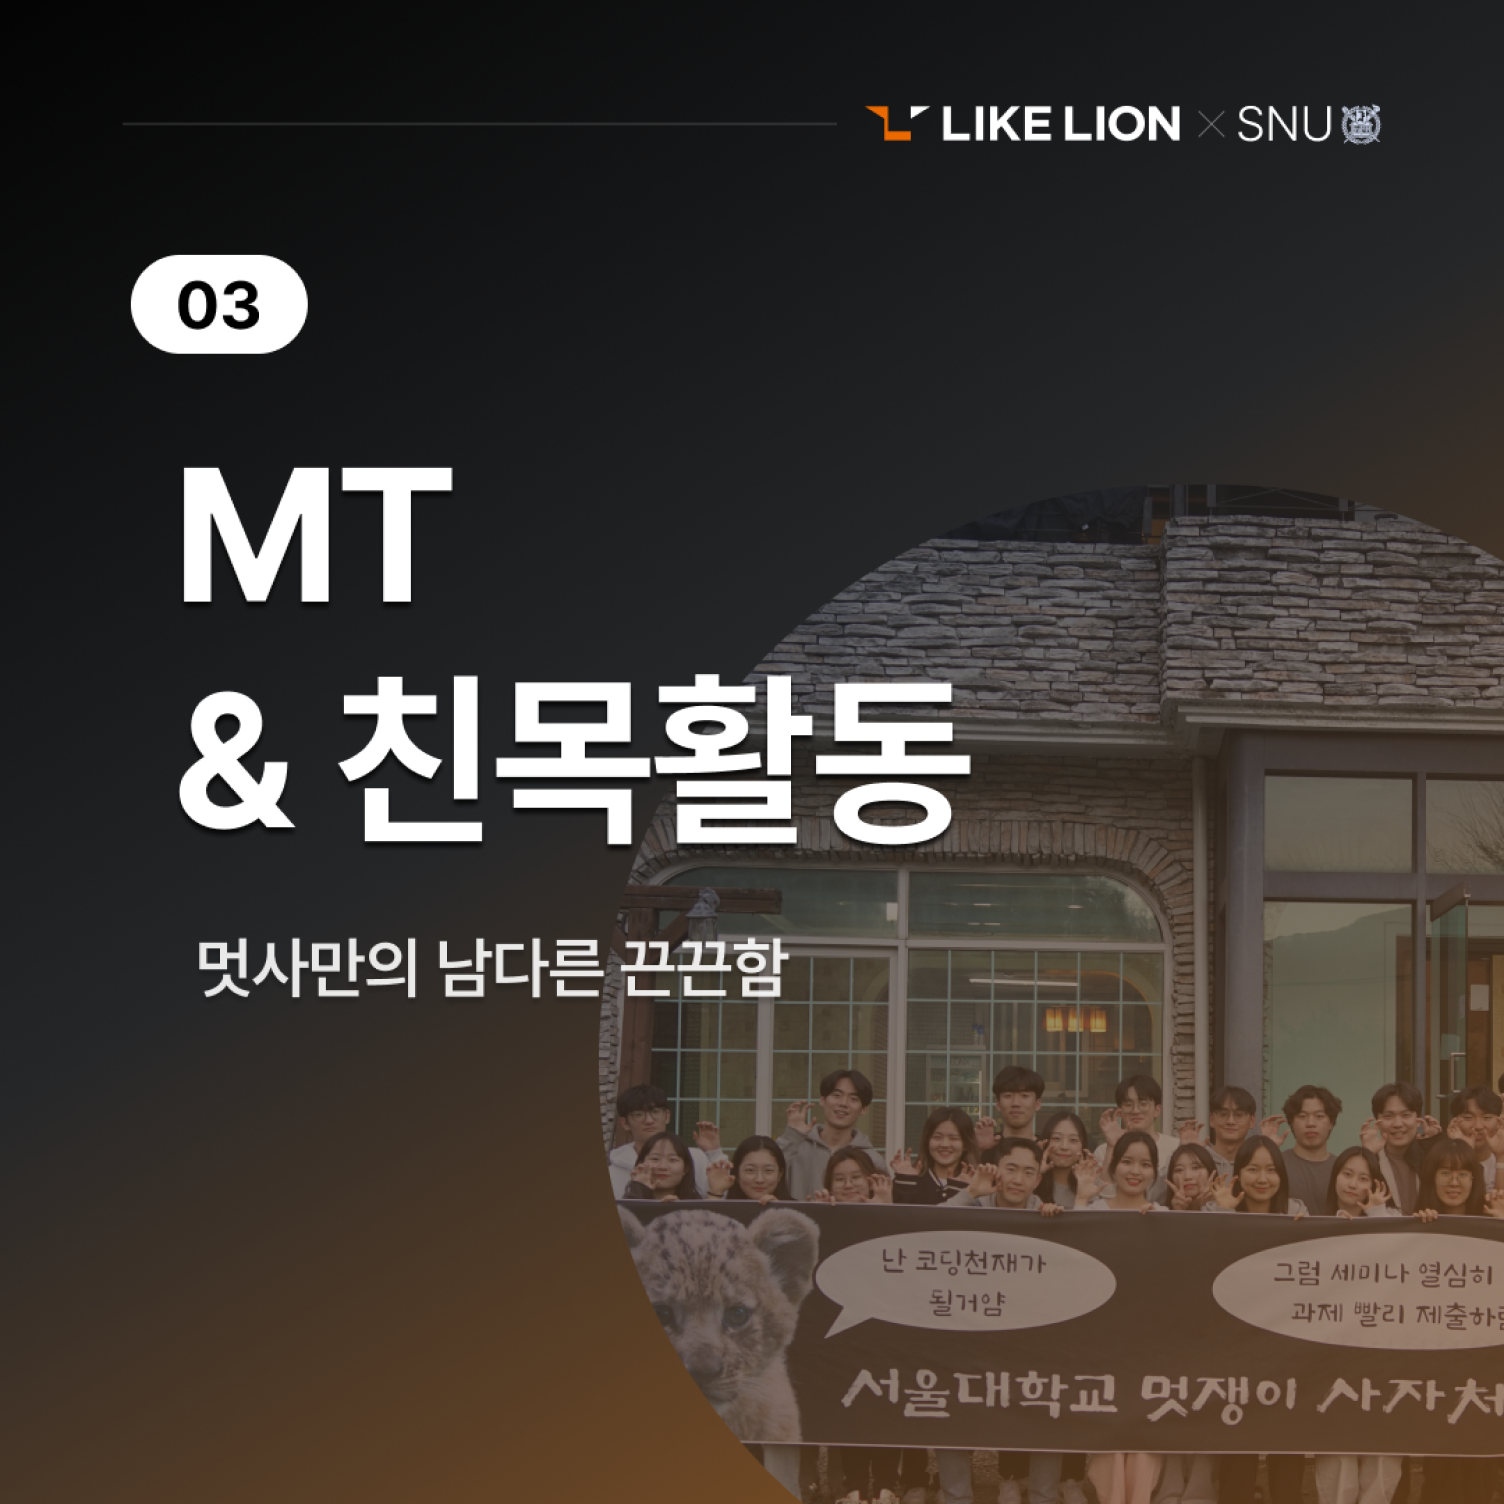 LIKE LION × SNU
03
MT
& 친목활동
멋사만의 남다른 끈끈함
난 코딩천재가
될거얌
그럼 세미나 열심히
과제 빨리 제출하
서울대학교 멋쟁이 사자처